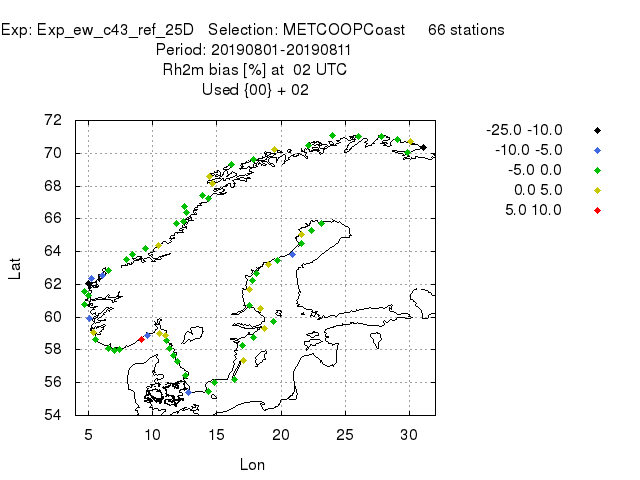 Exp: Exp_ew_c43_ref_25D Selection: METCOOPCoast 66 stations
Period: 20190801-20190811
Rh2m bias [%] at 02 UTC
Used {00} + 02
72
70
68
66
64
62
60
58
56
54
Lat
5 10 15 20 25 30
Lon
-25.0 -10.0
-10.0 -5.0
-5.0 0.0
0.0 5.0
5.0 10.0